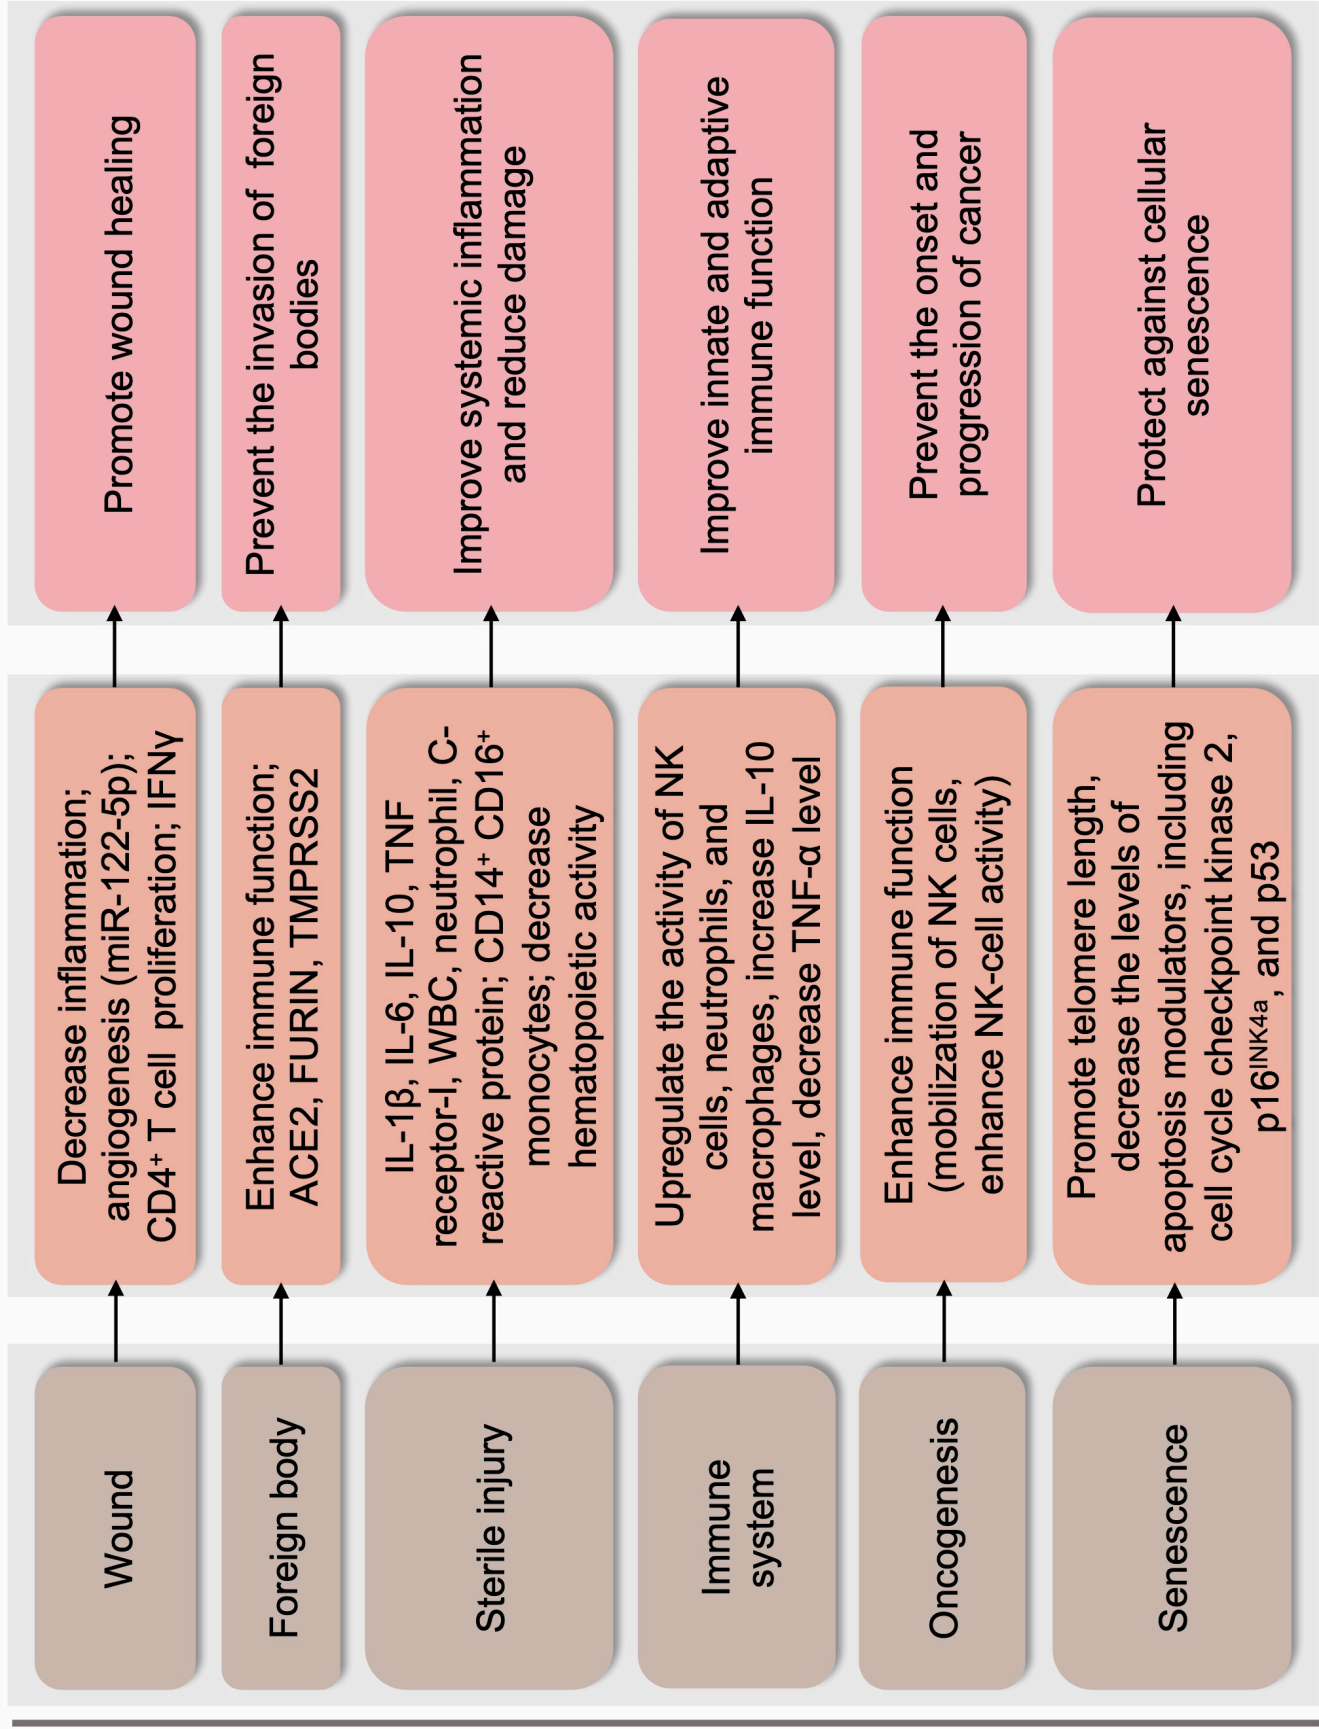 Wound
Decrease inflammation;
angiogenesis (miR-122-5p);
CD4⁺ T cell proliferation; IFNγ
Promote wound healing
Foreign body
Enhance immune function;
ACE2, FURIN, TMPRSS2
Prevent the invasion of foreign
bodies
Sterile injury
IL-1β, IL-6, IL-10, TNF
receptor-I, WBC, neutrophil, C-
reactive protein; CD14⁺ CD16⁺
monocytes; decrease
hematopoietic activity
Improve systemic inflammation
and reduce damage
Immune
system
Upregulate the activity of NK
cells, neutrophils, and
macrophages, increase IL-10
level, decrease TNF-α level
Improve innate and adaptive
immune function
Oncogenesis
Enhance immune function
(mobilization of NK cells,
enhance NK-cell activity)
Prevent the onset and
progression of cancer
Senescence
Promote telomere length,
decrease the levels of
apoptosis modulators, including
cell cycle checkpoint kinase 2,
p16ᴵᴺᴷ⁴ᵃ, and p53
Protect against cellular
senescence